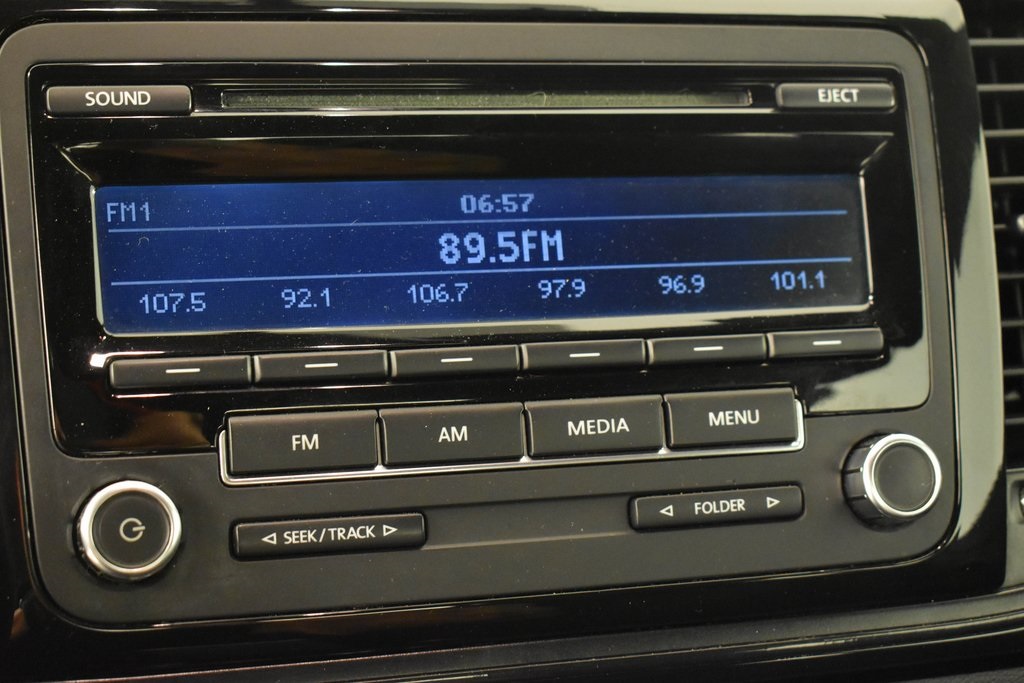 SOUND EJECT
FM1 06:57
89.5FM
107.5 92.1 106.7 97.9 96.9 101.1
FM AM MEDIA MENU
SEEK/TRACK FOLDER